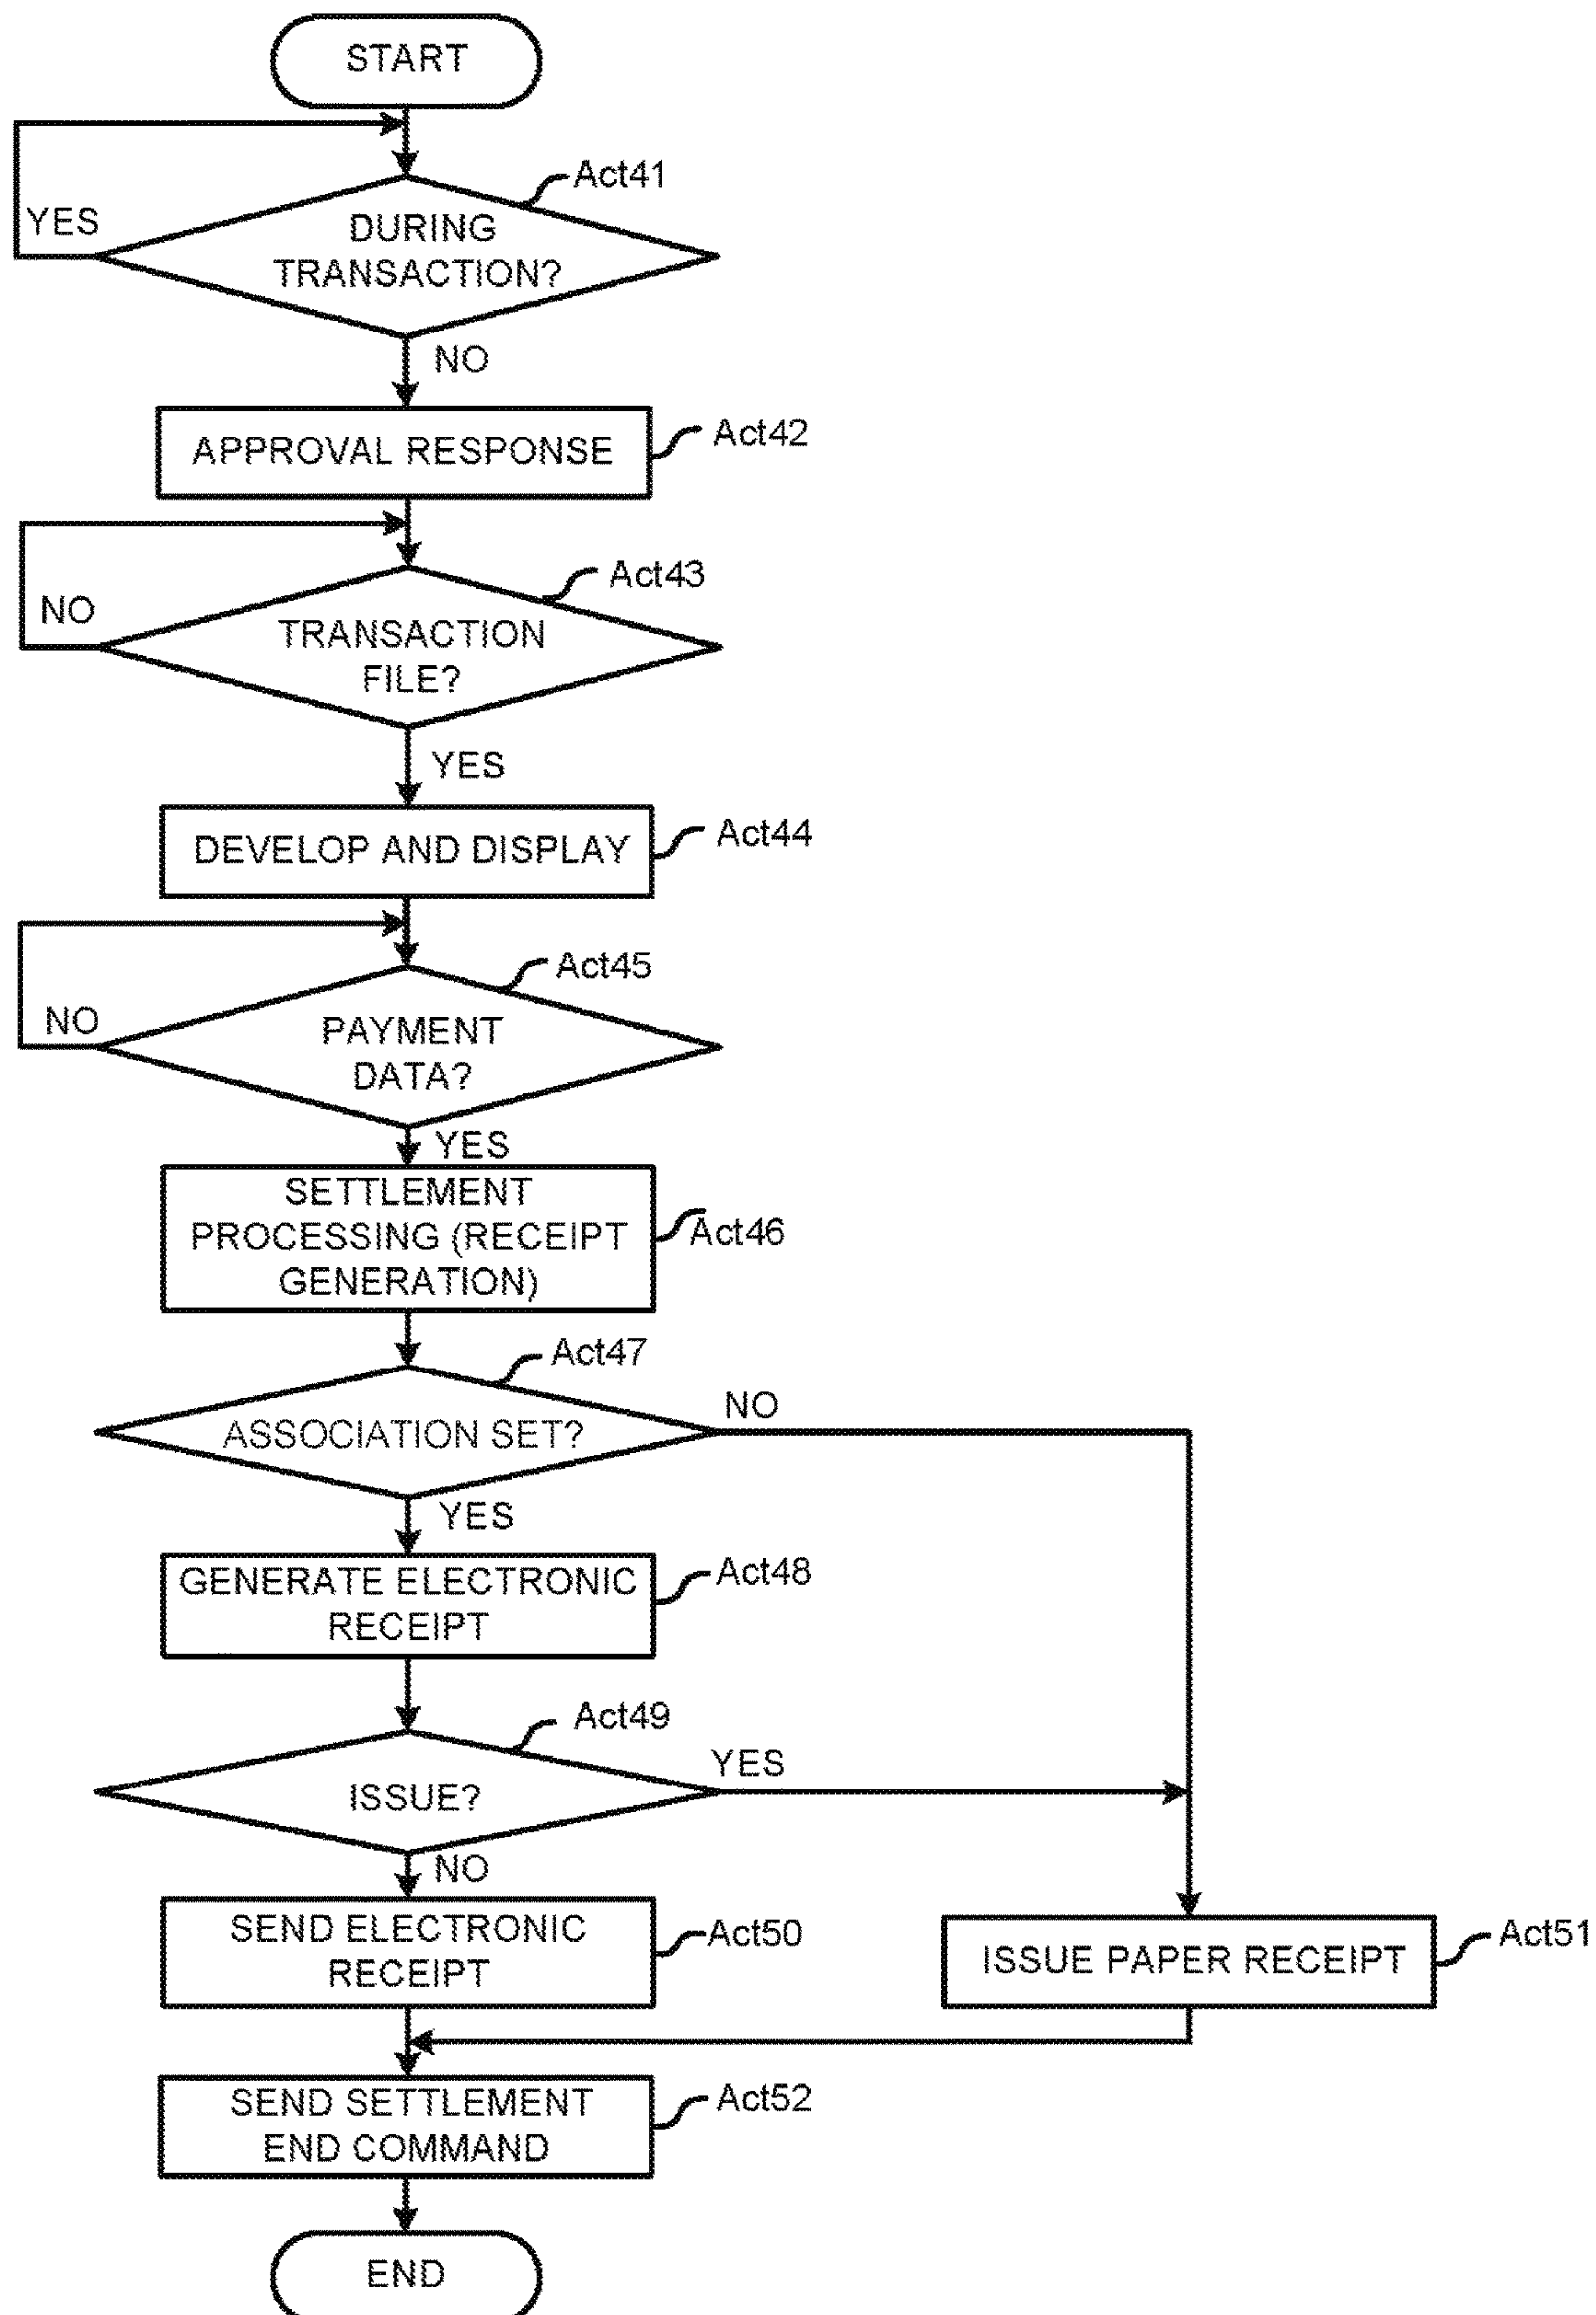 START
Act41
YES
DURING
TRANSACTION?
NO
APPROVAL RESPONSE
Act42
Act43
NO
TRANSACTION
FILE?
YES
DEVELOP AND DISPLAY
Act44
Act45
NO
PAYMENT
DATA?
YES
SETTLEMENT
PROCESSING (RECEIPT
GENERATION)
Act46
Act47
NO
ASSOCIATION SET?
YES
GENERATE ELECTRONIC
RECEIPT
Act48
Act49
YES
ISSUE?
NO
SEND ELECTRONIC
RECEIPT
Act50
ISSUE PAPER RECEIPT
Act51
SEND SETTLEMENT
END COMMAND
Act52
END